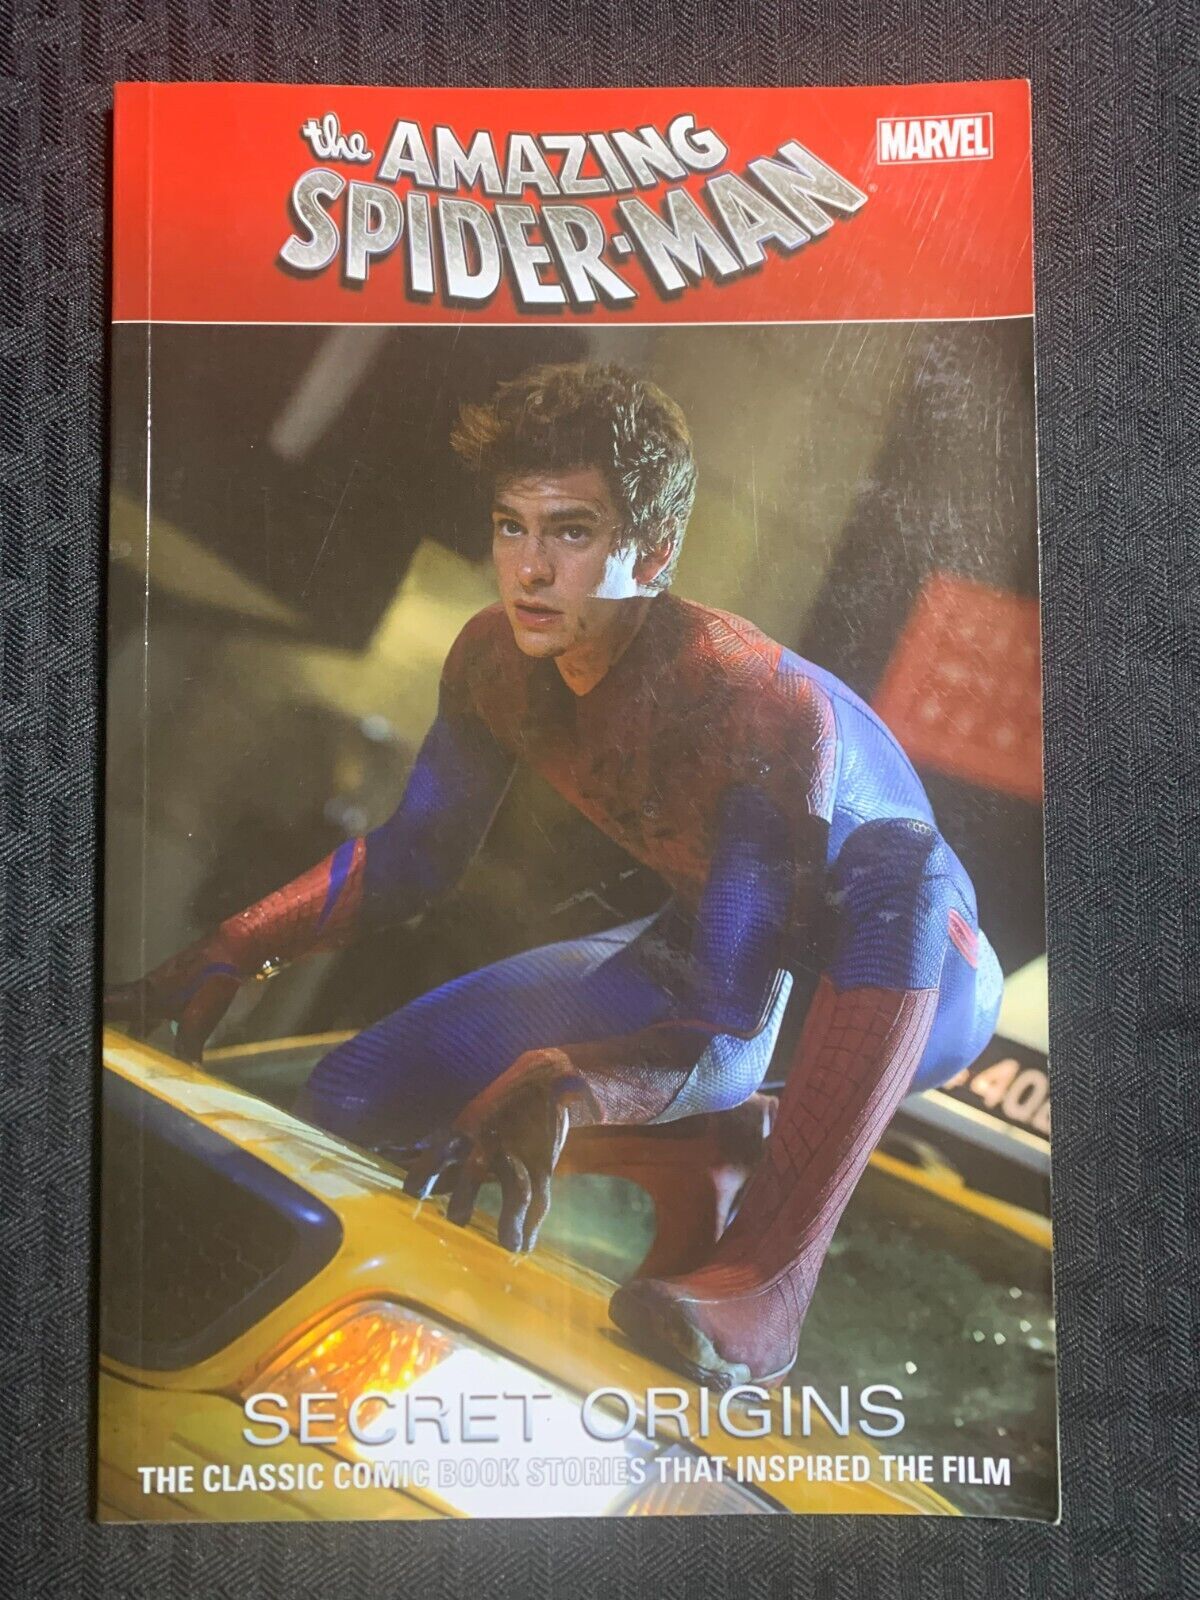 the AMAZING
SPIDER-MAN®
MARVEL
SECRET ORIGINS
THE CLASSIC COMIC BOOK STORIES THAT INSPIRED THE FILM